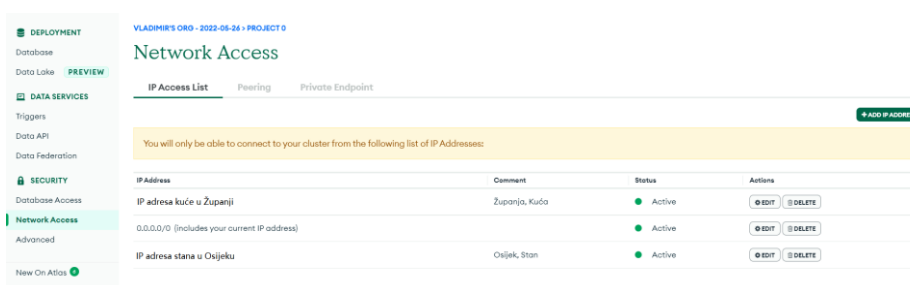 DEPLOYMENT
Database
Data Lake PREVIEW
DATA SERVICES
Triggers
Data API
Data Federation
SECURITY
Database Access
Network Access
Advanced
New On Atlas
VLADIMIR'S ORG - 2022-05-26 > PROJECT 0
Network Access
IP Access List Peering Private Endpoint
+ ADD IP ADDRE
You will only be able to connect to your cluster from the following list of IP Addresses:
IP Address Comment Status Actions
IP adresa kuće u Županji Županja, Kuća Active EDIT DELETE
0.0.0.0/0 (includes your current IP address) Active EDIT DELETE
IP adresa stana u Osijeku Osijek, Stan Active EDIT DELETE